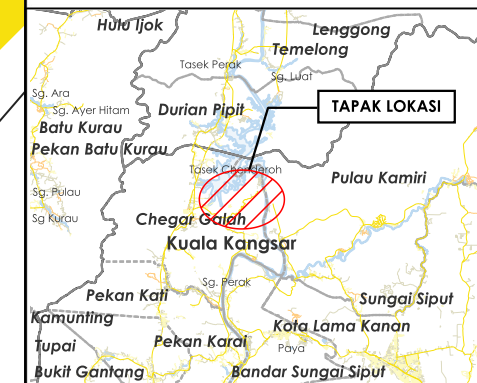 Hulu Ijok
Lenggong
Temelong
Tasek Perak
Sg. Luat
Sg. Ara
Durian Pipit
TAPAK LOKASI
Sg. Ayer Hitam
Batu Kurau
Pekan Batu Kurau
Tasek Chenderoh
Pulau Kamiri
Sg. Pulau
Sg Kurau
Chegar Galah
Kuala Kangsar
Sg. Perak
Pekan Kati
Sungai Siput
Kamunting
Kota Lama Kanan
Tupai
Pekan Karai
Paya
Bukit Gantang
Bandar Sungai Siput